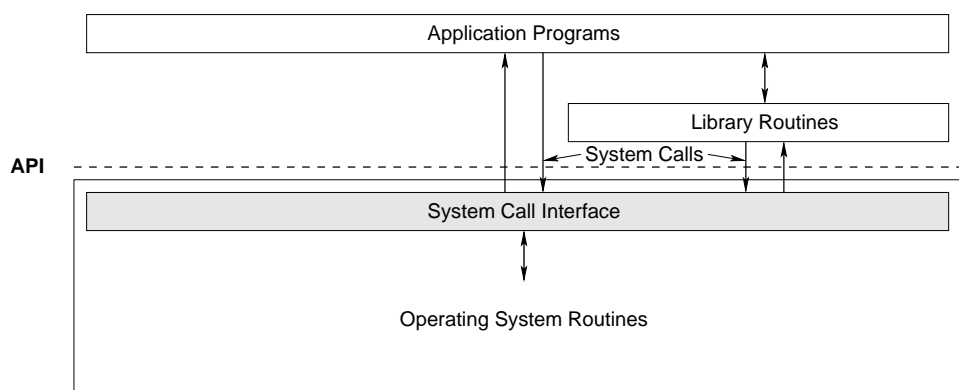 Application Programs
Library Routines
System Calls
API
System Call Interface
Operating System Routines